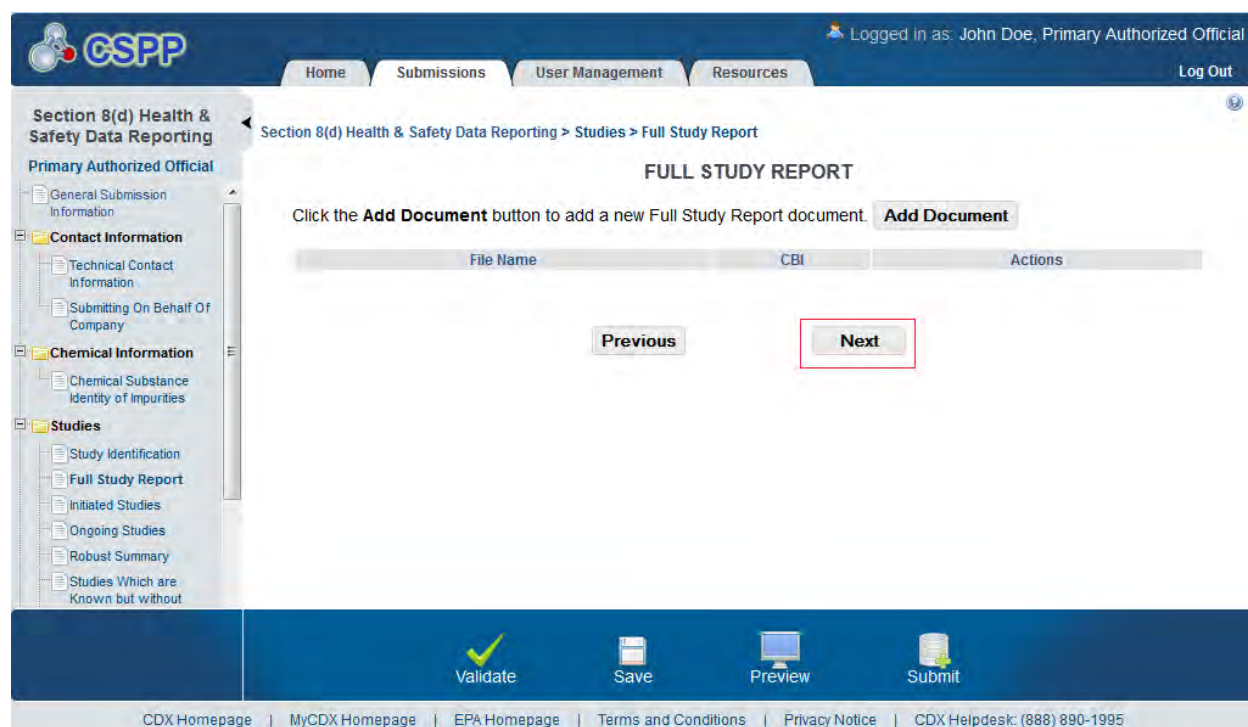 CSPP
Logged in as: John Doe, Primary Authorized Official
Home
Submissions
User Management
Resources
Log Out
Section 8(d) Health &
Safety Data Reporting
Primary Authorized Official
General Submission
Information
Contact Information
Technical Contact
Information
Submitting On Behalf Of
Company
Chemical Information
Chemical Substance
Identity of Impurities
Studies
Study Identification
Full Study Report
Initiated Studies
Ongoing Studies
Robust Summary
Studies Which are
Known but without
Section 8(d) Health & Safety Data Reporting > Studies > Full Study Report
FULL STUDY REPORT
Click the Add Document button to add a new Full Study Report document. Add Document
File Name CBI Actions
Previous Next
Validate Save Preview Submit
CDX Homepage | MyCDX Homepage | EPA Homepage | Terms and Conditions | Privacy Notice | CDX Helpdesk: (888) 890-1995